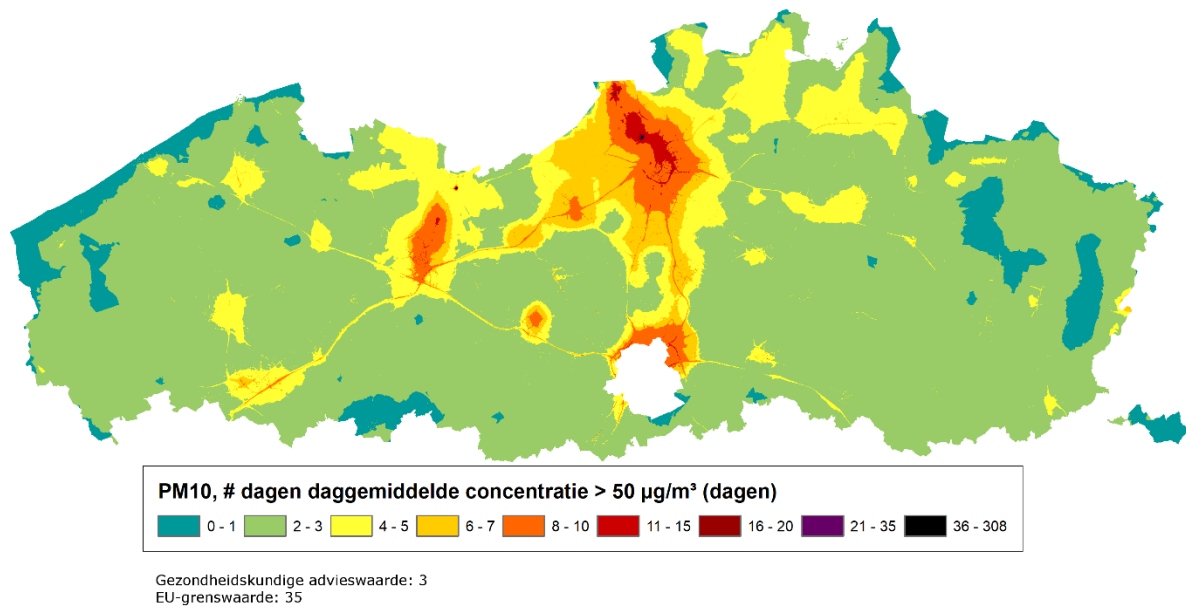 PM10, # dagen daggemiddelde concentratie > 50 µg/m³ (dagen)
0 - 1 2 - 3 4 - 5 6 - 7 8 - 10 11 - 15 16 - 20 21 - 35 36 - 308
Gezondheidskundige advieswaarde: 3
EU-grenswaarde: 35